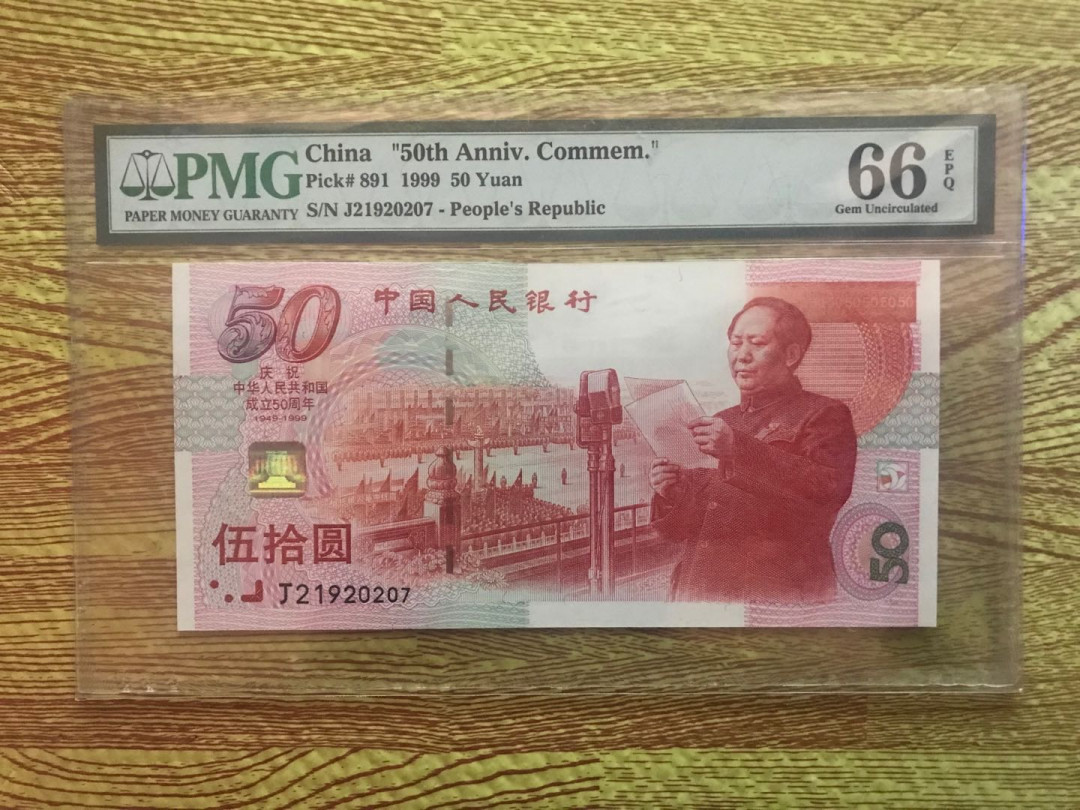 PMG
PAPER MONEY GUARANTY
China "50th Anniv. Commem."
Pick# 891 1999 50 Yuan
S/N J21920207 - People's Republic
66 EPQ
Gem Uncirculated
50
中国人民银行
庆祝
中华人民共和国
成立50周年
1949-1999
伍拾圆
J21920207
50